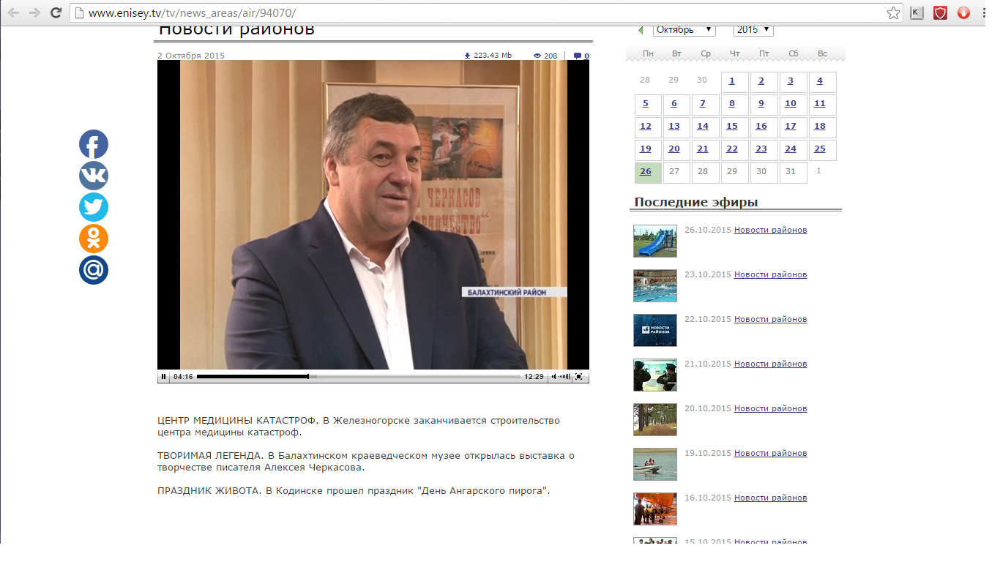 www.enisey.tv/tv/news_areas/air/94070/
Новости районов
2 Октября 2015
223.43 Mb
208
0
ЧЕРКАСОВ
БАЛАХТИНСКИЙ РАЙОН
04:16
12:29
ЦЕНТР МЕДИЦИНЫ КАТАСТРОФ. В Железногорске заканчивается строительство
центра медицины катастроф.
ТВОРИМАЯ ЛЕГЕНДА. В Балахтинском краеведческом музее открылась выставка о
творчестве писателя Алексея Черкасова.
ПРАЗДНИК ЖИВОТА. В Кодинске прошел праздник "День Ангарского пирога".
Октябрь 2015
Пн Вт Ср Чт Пт Сб Вс
28 29 30 1 2 3 4
5 6 7 8 9 10 11
12 13 14 15 16 17 18
19 20 21 22 23 24 25
26 27 28 29 30 31 1
Последние эфиры
26.10.2015 Новости районов
23.10.2015 Новости районов
НОВОСТИ
РАЙОНОВ
22.10.2015 Новости районов
21.10.2015 Новости районов
20.10.2015 Новости районов
19.10.2015 Новости районов
16.10.2015 Новости районов
15.10.2015 Новости районов